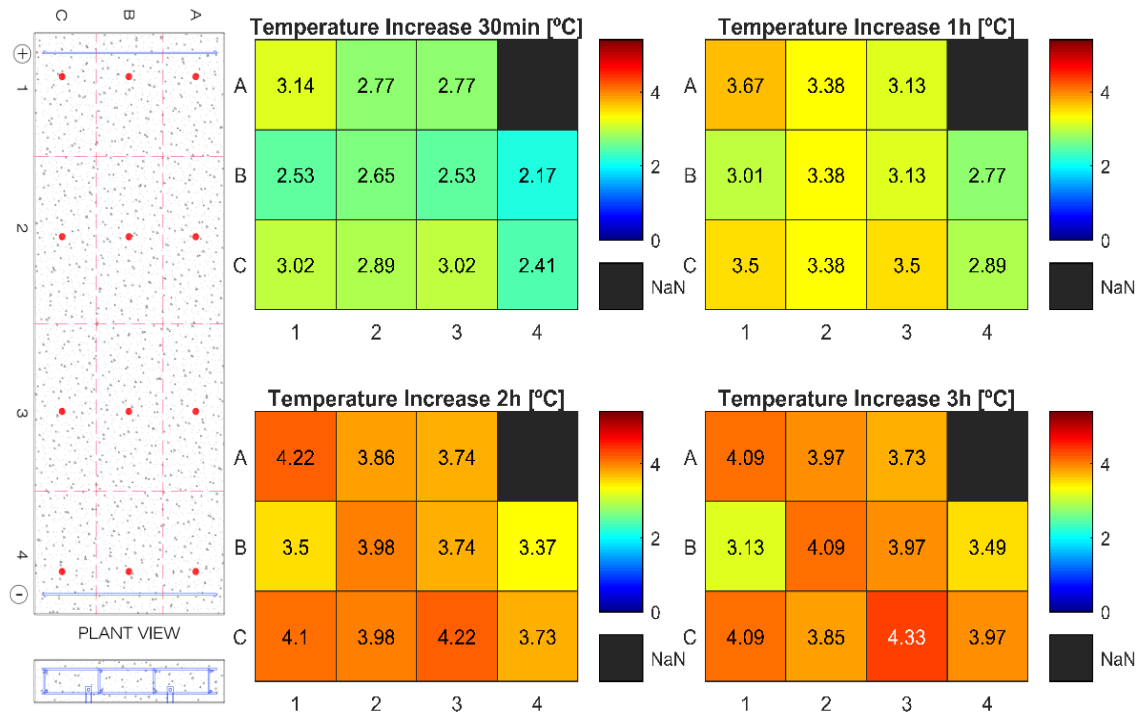 C B A
+
1
2
3
4
-
PLANT VIEW
Temperature Increase 30min [ºC]
A 3.14 2.77 2.77
B 2.53 2.65 2.53 2.17
C 3.02 2.89 3.02 2.41
1 2 3 4
4
2
0
NaN
Temperature Increase 1h [ºC]
A 3.67 3.38 3.13
B 3.01 3.38 3.13 2.77
C 3.5 3.38 3.5 2.89
1 2 3 4
4
2
0
NaN
Temperature Increase 2h [ºC]
A 4.22 3.86 3.74
B 3.5 3.98 3.74 3.37
C 4.1 3.98 4.22 3.73
1 2 3 4
4
2
0
NaN
Temperature Increase 3h [ºC]
A 4.09 3.97 3.73
B 3.13 4.09 3.97 3.49
C 4.09 3.85 4.33 3.97
1 2 3 4
4
2
0
NaN